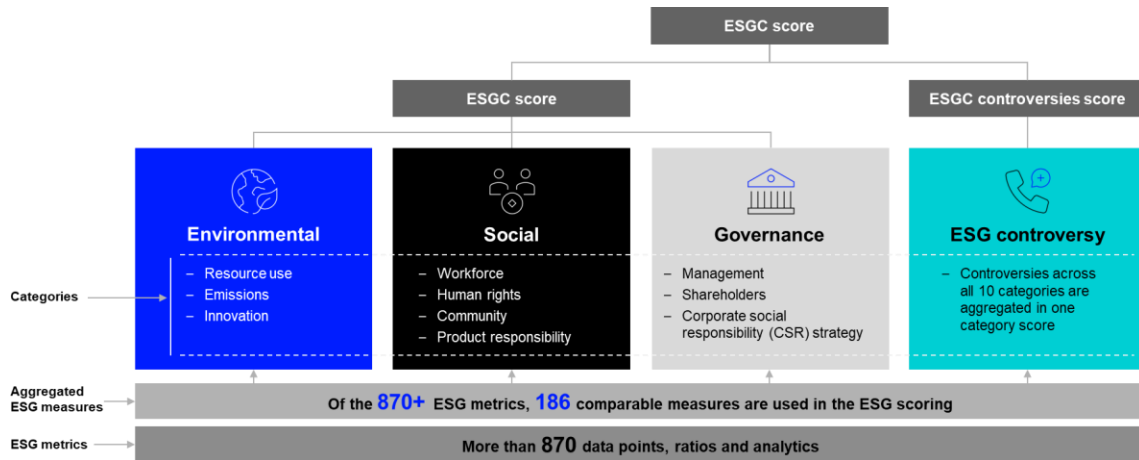 ESGC score
ESGC score
ESGC controversies score
Environmental
Social
Governance
ESG controversy
Categories
– Resource use
– Emissions
– Innovation
– Workforce
– Human rights
– Community
– Product responsibility
– Management
– Shareholders
– Corporate social
responsibility (CSR) strategy
– Controversies across
all 10 categories are
aggregated in one
category score
Aggregated
ESG measures
Of the 870+ ESG metrics, 186 comparable measures are used in the ESG scoring
ESG metrics
More than 870 data points, ratios and analytics